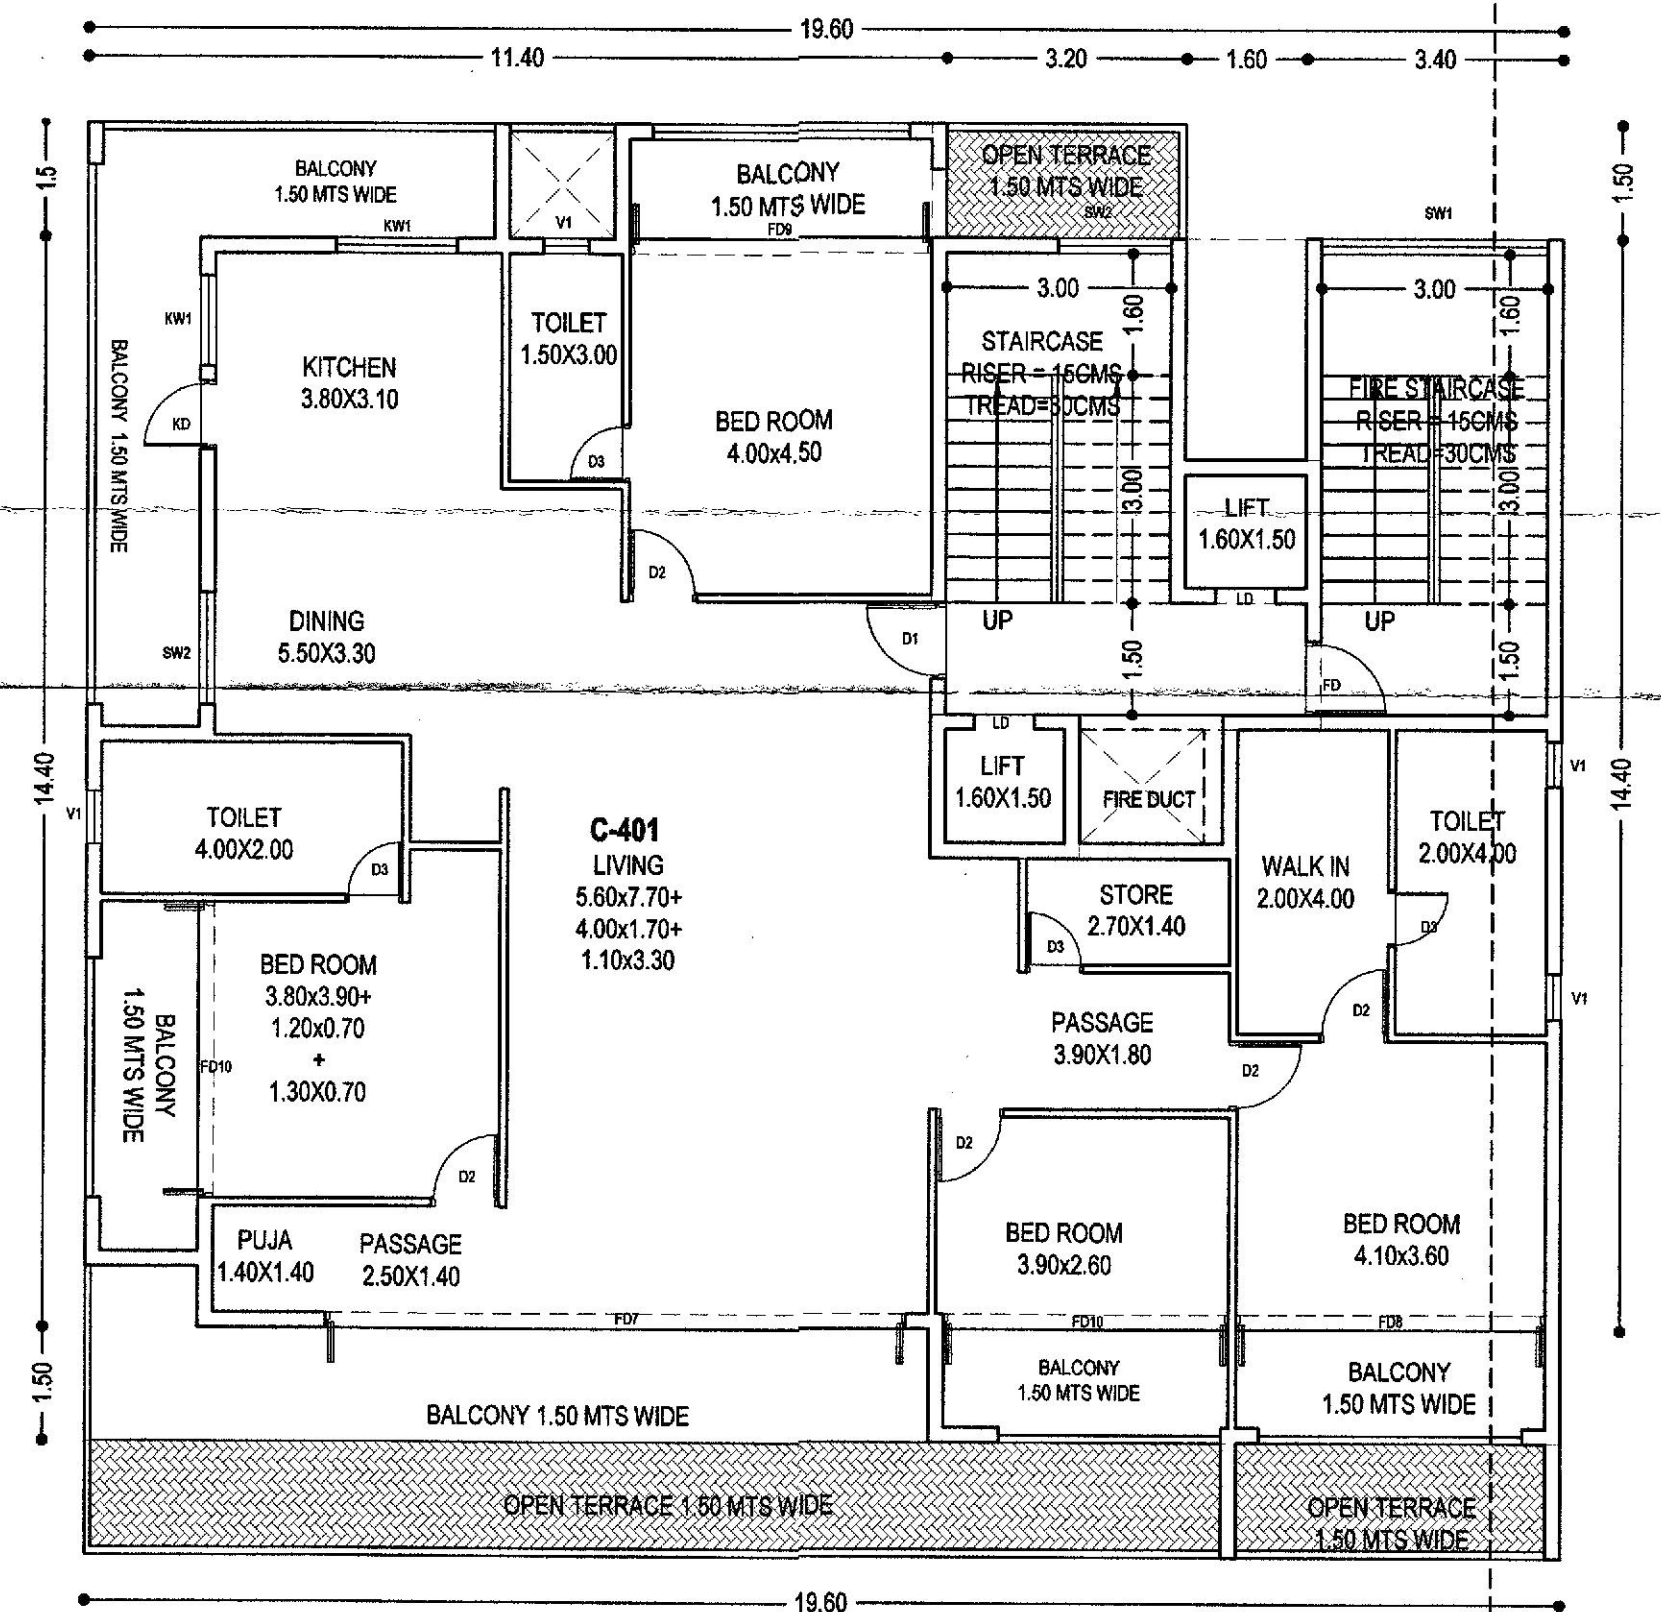 19.60
11.40
3.20
1.60
3.40
1.5
1.50
BALCONY
1.50 MTS WIDE
KW1
V1
BALCONY
1.50 MTS WIDE
FD9
OPEN TERRACE
1.50 MTS WIDE
SW2
SW1
3.00
1.60
3.00
1.60
KW1
KD
BALCONY 1.50 MTS WIDE
KITCHEN
3.80X3.10
TOILET
1.50X3.00
D3
BED ROOM
4.00x4.50
D2
STAIRCASE
RISER = 15CMS
TREAD=30CMS
3.00
UP
FIRE STAIRCASE
RISER = 15CMS
TREAD=30CMS
3.00
UP
LIFT
1.60X1.50
LD
DINING
5.50X3.30
SW2
D1
1.50
FD
1.50
14.40
14.40
LD
LIFT
1.60X1.50
FIRE DUCT
V1
TOILET
4.00X2.00
D3
C-401
LIVING
5.60x7.70+
4.00x1.70+
1.10x3.30
STORE
2.70X1.40
D3
WALK IN
2.00X4.00
TOILET
2.00X4.00
D3
V1
V1
D2
BALCONY
1.50 MTS WIDE
FD10
BED ROOM
3.80x3.90+
1.20x0.70
+
1.30X0.70
D2
PASSAGE
3.90X1.80
D2
D2
PUJA
1.40X1.40
PASSAGE
2.50X1.40
BED ROOM
3.90x2.60
BED ROOM
4.10x3.60
FD7
FD10
FD8
1.50
BALCONY 1.50 MTS WIDE
BALCONY
1.50 MTS WIDE
BALCONY
1.50 MTS WIDE
OPEN TERRACE 1.50 MTS WIDE
OPEN TERRACE
1.50 MTS WIDE
19.60